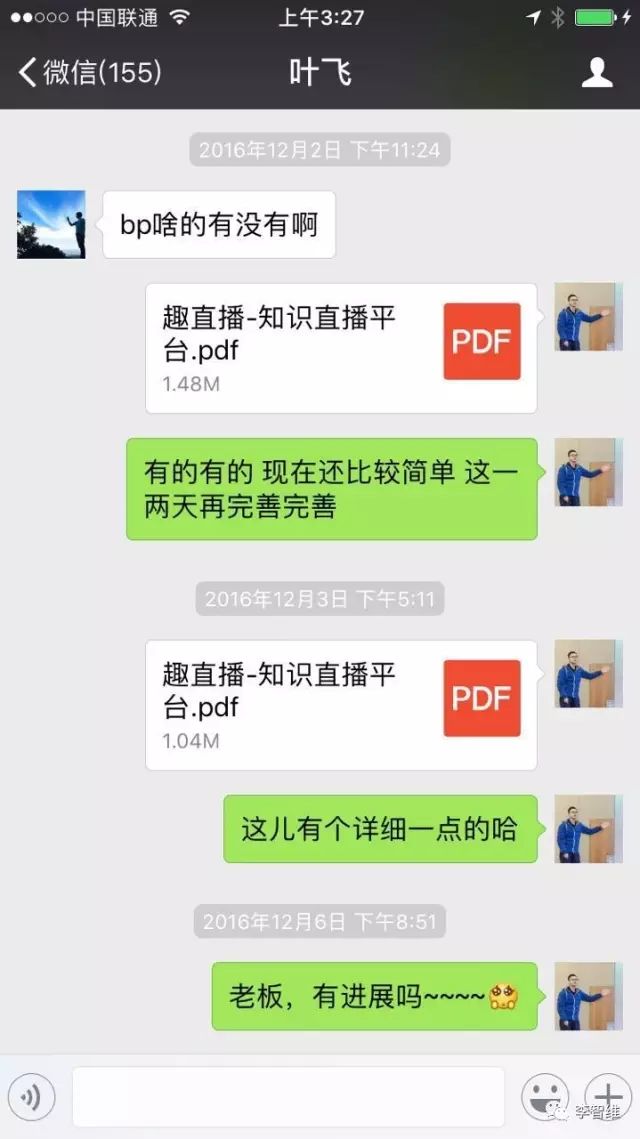 中国联通
上午3:27
微信(155)
叶飞
2016年12月2日 下午11:24
bp啥的有没有啊
趣直播-知识直播平
台.pdf
1.48M
PDF
有的有的 现在还比较简单 这一
两天再完善完善
2016年12月3日 下午5:11
趣直播-知识直播平
台.pdf
1.04M
PDF
这儿有个详细一点的哈
2016年12月6日 下午8:51
老板，有进展吗~~~~🥺
李智维